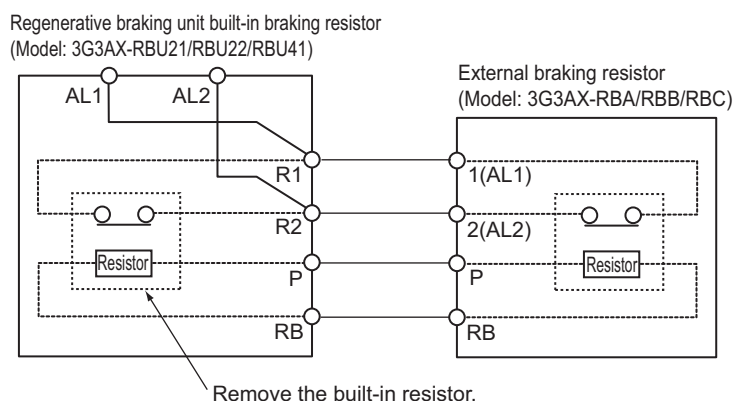 Regenerative braking unit built-in braking resistor
(Model: 3G3AX-RBU21/RBU22/RBU41)
External braking resistor
(Model: 3G3AX-RBA/RBB/RBC)
AL1
AL2
R1
1(AL1)
R2
2(AL2)
Resistor
P
P
Resistor
RB
RB
Remove the built-in resistor.